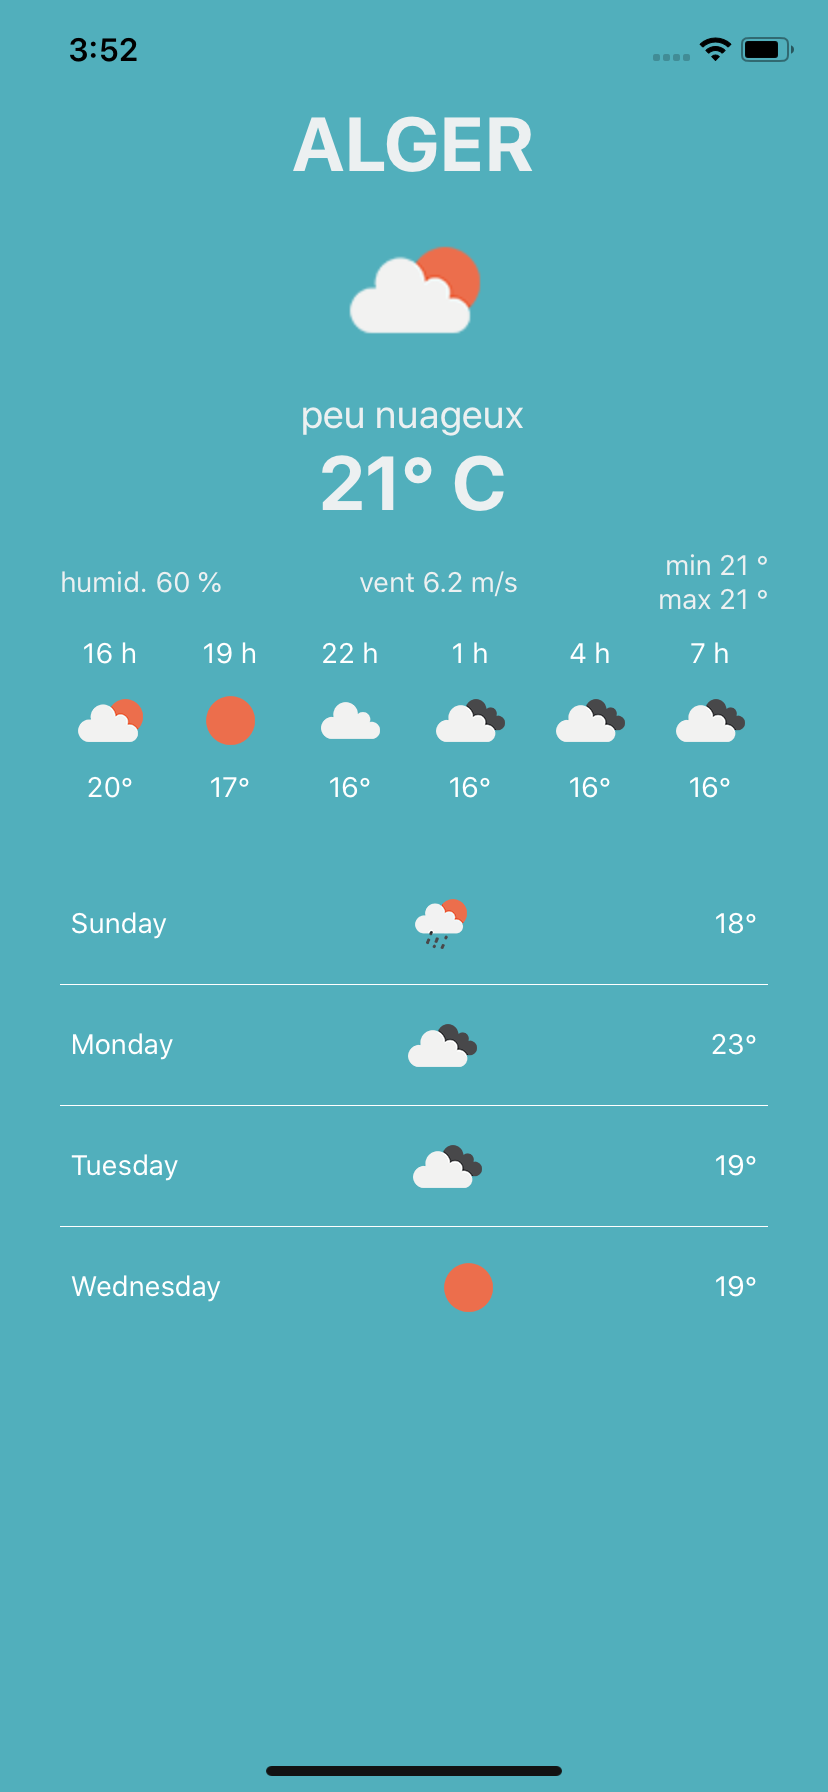 3:52
ALGER
peu nuageux
21° C
humid. 60 %
vent 6.2 m/s
min 21 °
max 21 °
16 h 19 h 22 h 1 h 4 h 7 h
20° 17° 16° 16° 16° 16°
Sunday 18°
Monday 23°
Tuesday 19°
Wednesday 19°